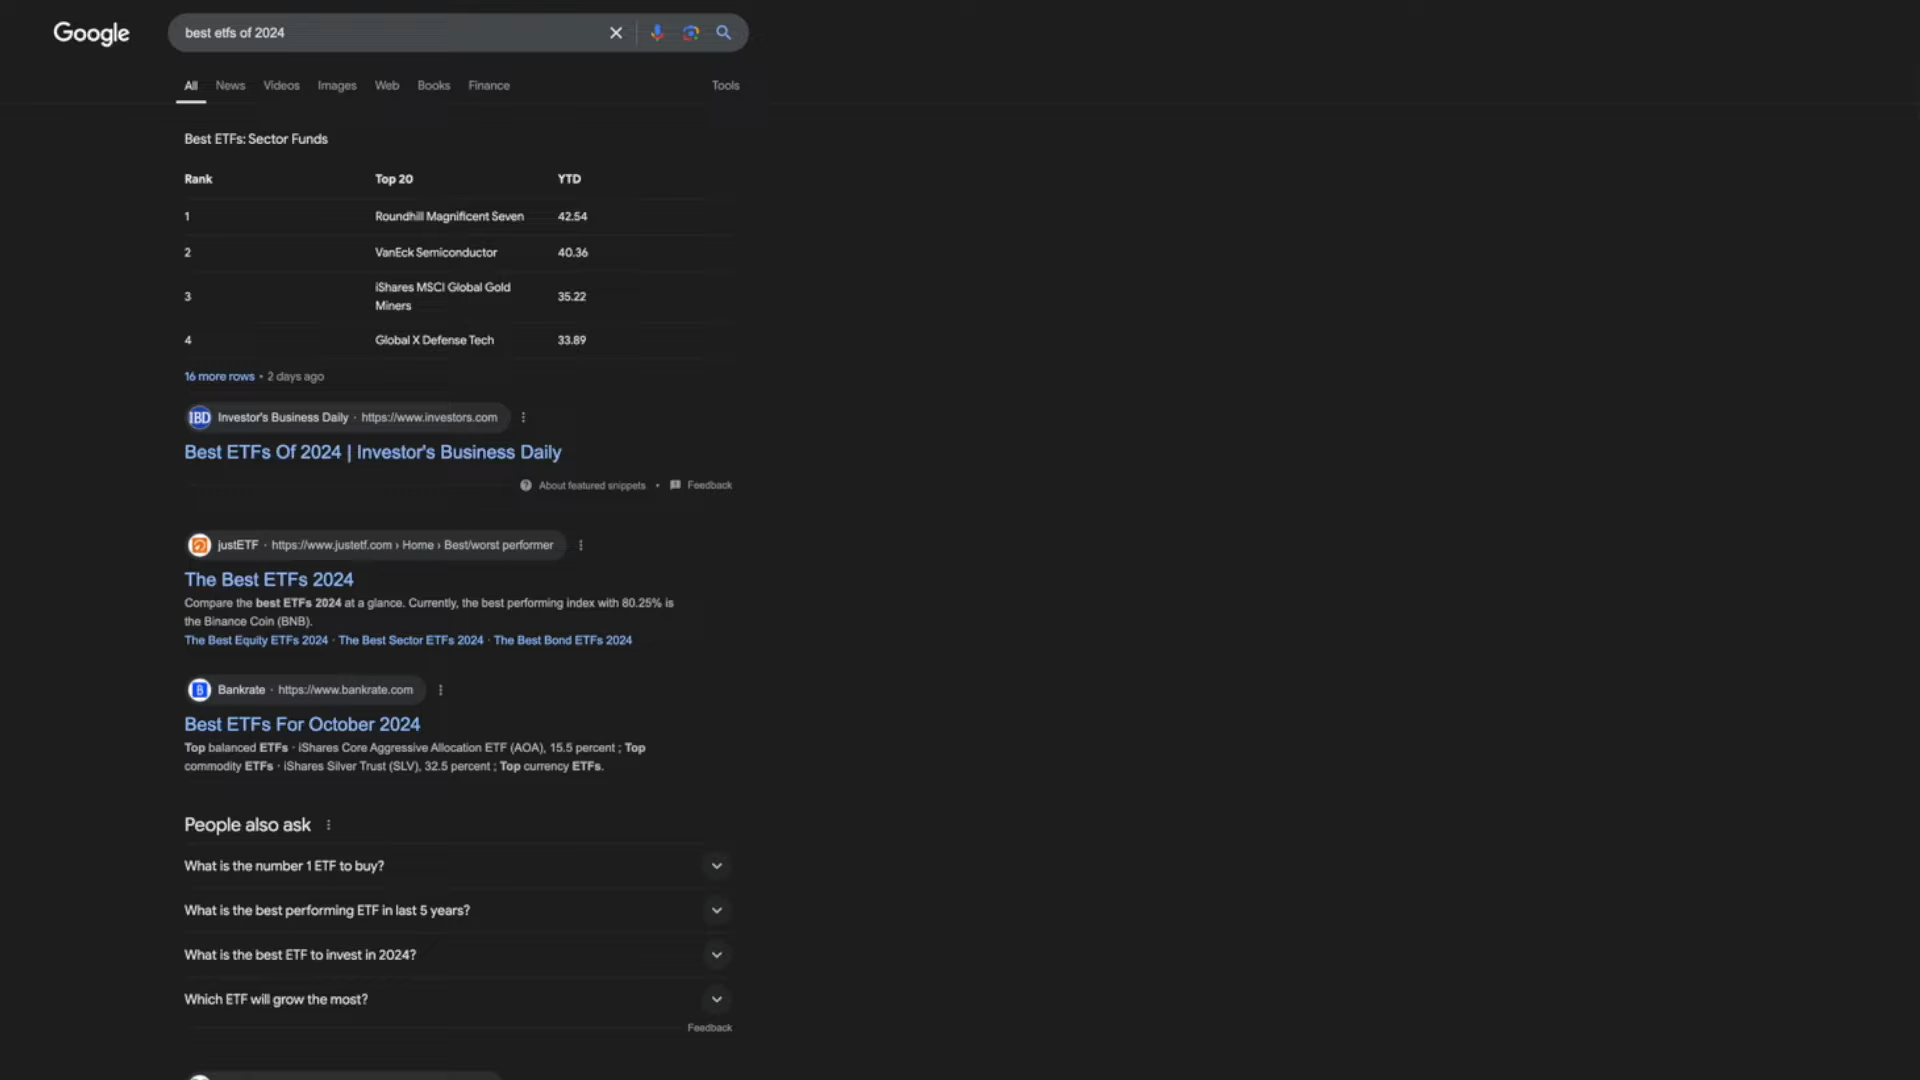 Google
best etfs of 2024
All News Videos Images Web Books Finance Tools
Best ETFs: Sector Funds
Rank Top 20 YTD
1 Roundhill Magnificent Seven 42.54
2 VanEck Semiconductor 40.36
3 iShares MSCI Global Gold Miners 35.22
4 Global X Defense Tech 33.89
16 more rows • 2 days ago
IBD Investor's Business Daily · https://www.investors.com
Best ETFs Of 2024 | Investor's Business Daily
About featured snippets • Feedback
justETF · https://www.justetf.com › Home › Best/worst performer
The Best ETFs 2024
Compare the best ETFs 2024 at a glance. Currently, the best performing index with 80.25% is
the Binance Coin (BNB).
The Best Equity ETFs 2024 · The Best Sector ETFs 2024 · The Best Bond ETFs 2024
B Bankrate · https://www.bankrate.com
Best ETFs For October 2024
Top balanced ETFs · iShares Core Aggressive Allocation ETF (AOA), 15.5 percent ; Top
commodity ETFs · iShares Silver Trust (SLV), 32.5 percent ; Top currency ETFs.
People also ask
What is the number 1 ETF to buy?
What is the best performing ETF in last 5 years?
What is the best ETF to invest in 2024?
Which ETF will grow the most?
Feedback